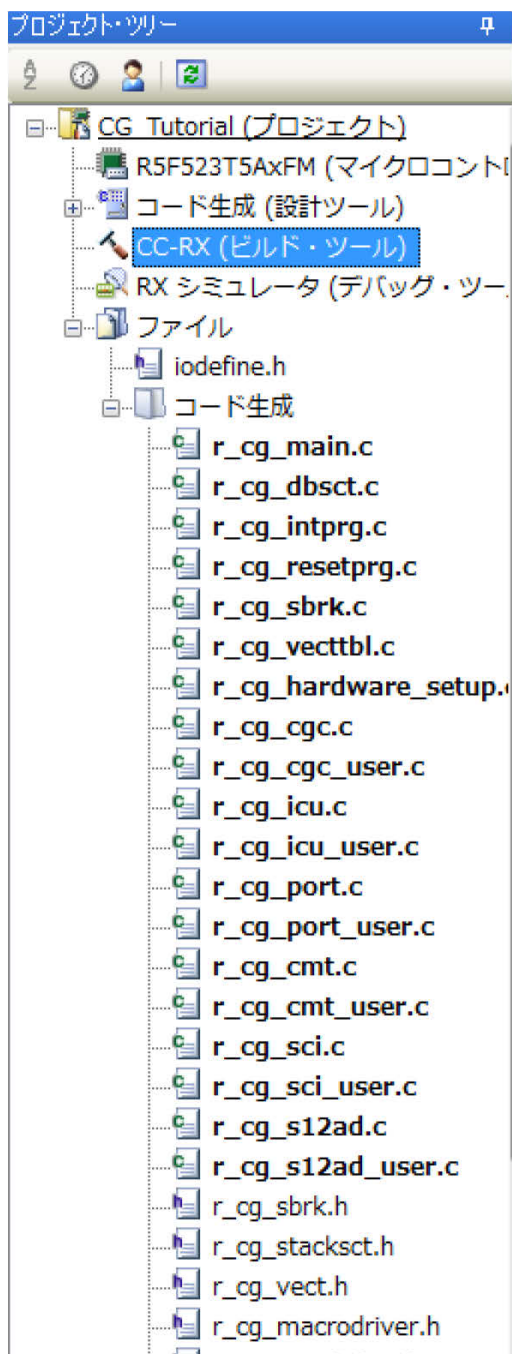 プロジェクト・ツリー
CG_Tutorial (プロジェクト)
R5F523T5AxFM (マイクロコントロ
コード生成 (設計ツール)
CC-RX (ビルド・ツール)
RX シミュレータ (デバッグ・ツー
ファイル
iodefine.h
コード生成
r_cg_main.c
r_cg_dbsct.c
r_cg_intprg.c
r_cg_resetprg.c
r_cg_sbrk.c
r_cg_vecttbl.c
r_cg_hardware_setup.c
r_cg_cgc.c
r_cg_cgc_user.c
r_cg_icu.c
r_cg_icu_user.c
r_cg_port.c
r_cg_port_user.c
r_cg_cmt.c
r_cg_cmt_user.c
r_cg_sci.c
r_cg_sci_user.c
r_cg_s12ad.c
r_cg_s12ad_user.c
r_cg_sbrk.h
r_cg_stacksct.h
r_cg_vect.h
r_cg_macrodriver.h